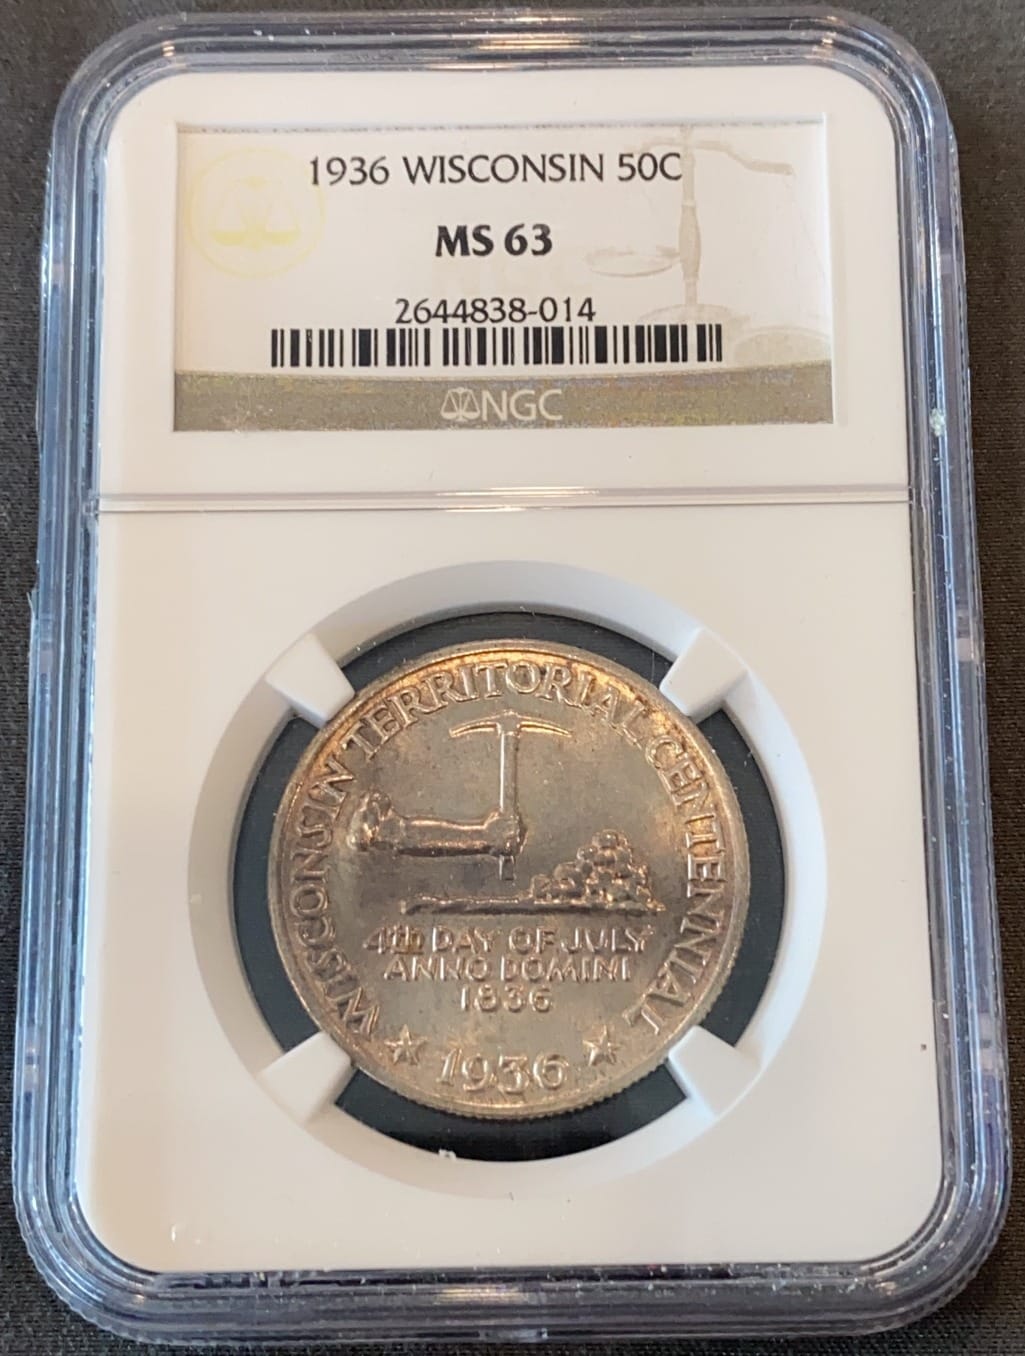 1936 WISCONSIN 50C
MS 63
2644838-014
NGC
WISCONSIN TERRITORIAL CENTENNIAL
4th DAY OF JULY
ANNO DOMINI
1836
1936